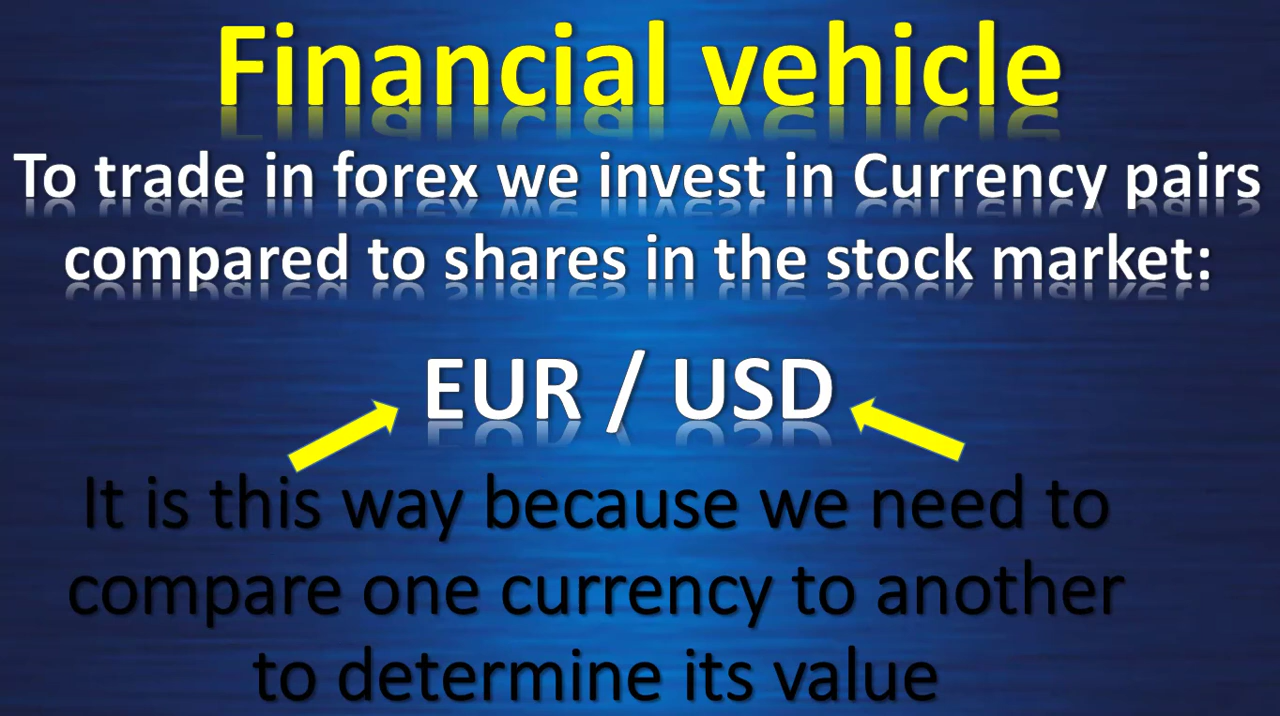 Financial vehicle
To trade in forex we invest in Currency pairs
compared to shares in the stock market:
EUR / USD
It is this way because we need to
compare one currency to another
to determine its value